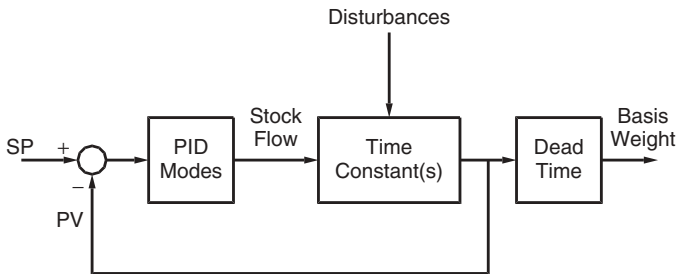 Disturbances
SP
+
−
PV
PID
Modes
Stock
Flow
Time
Constant(s)
Dead
Time
Basis
Weight